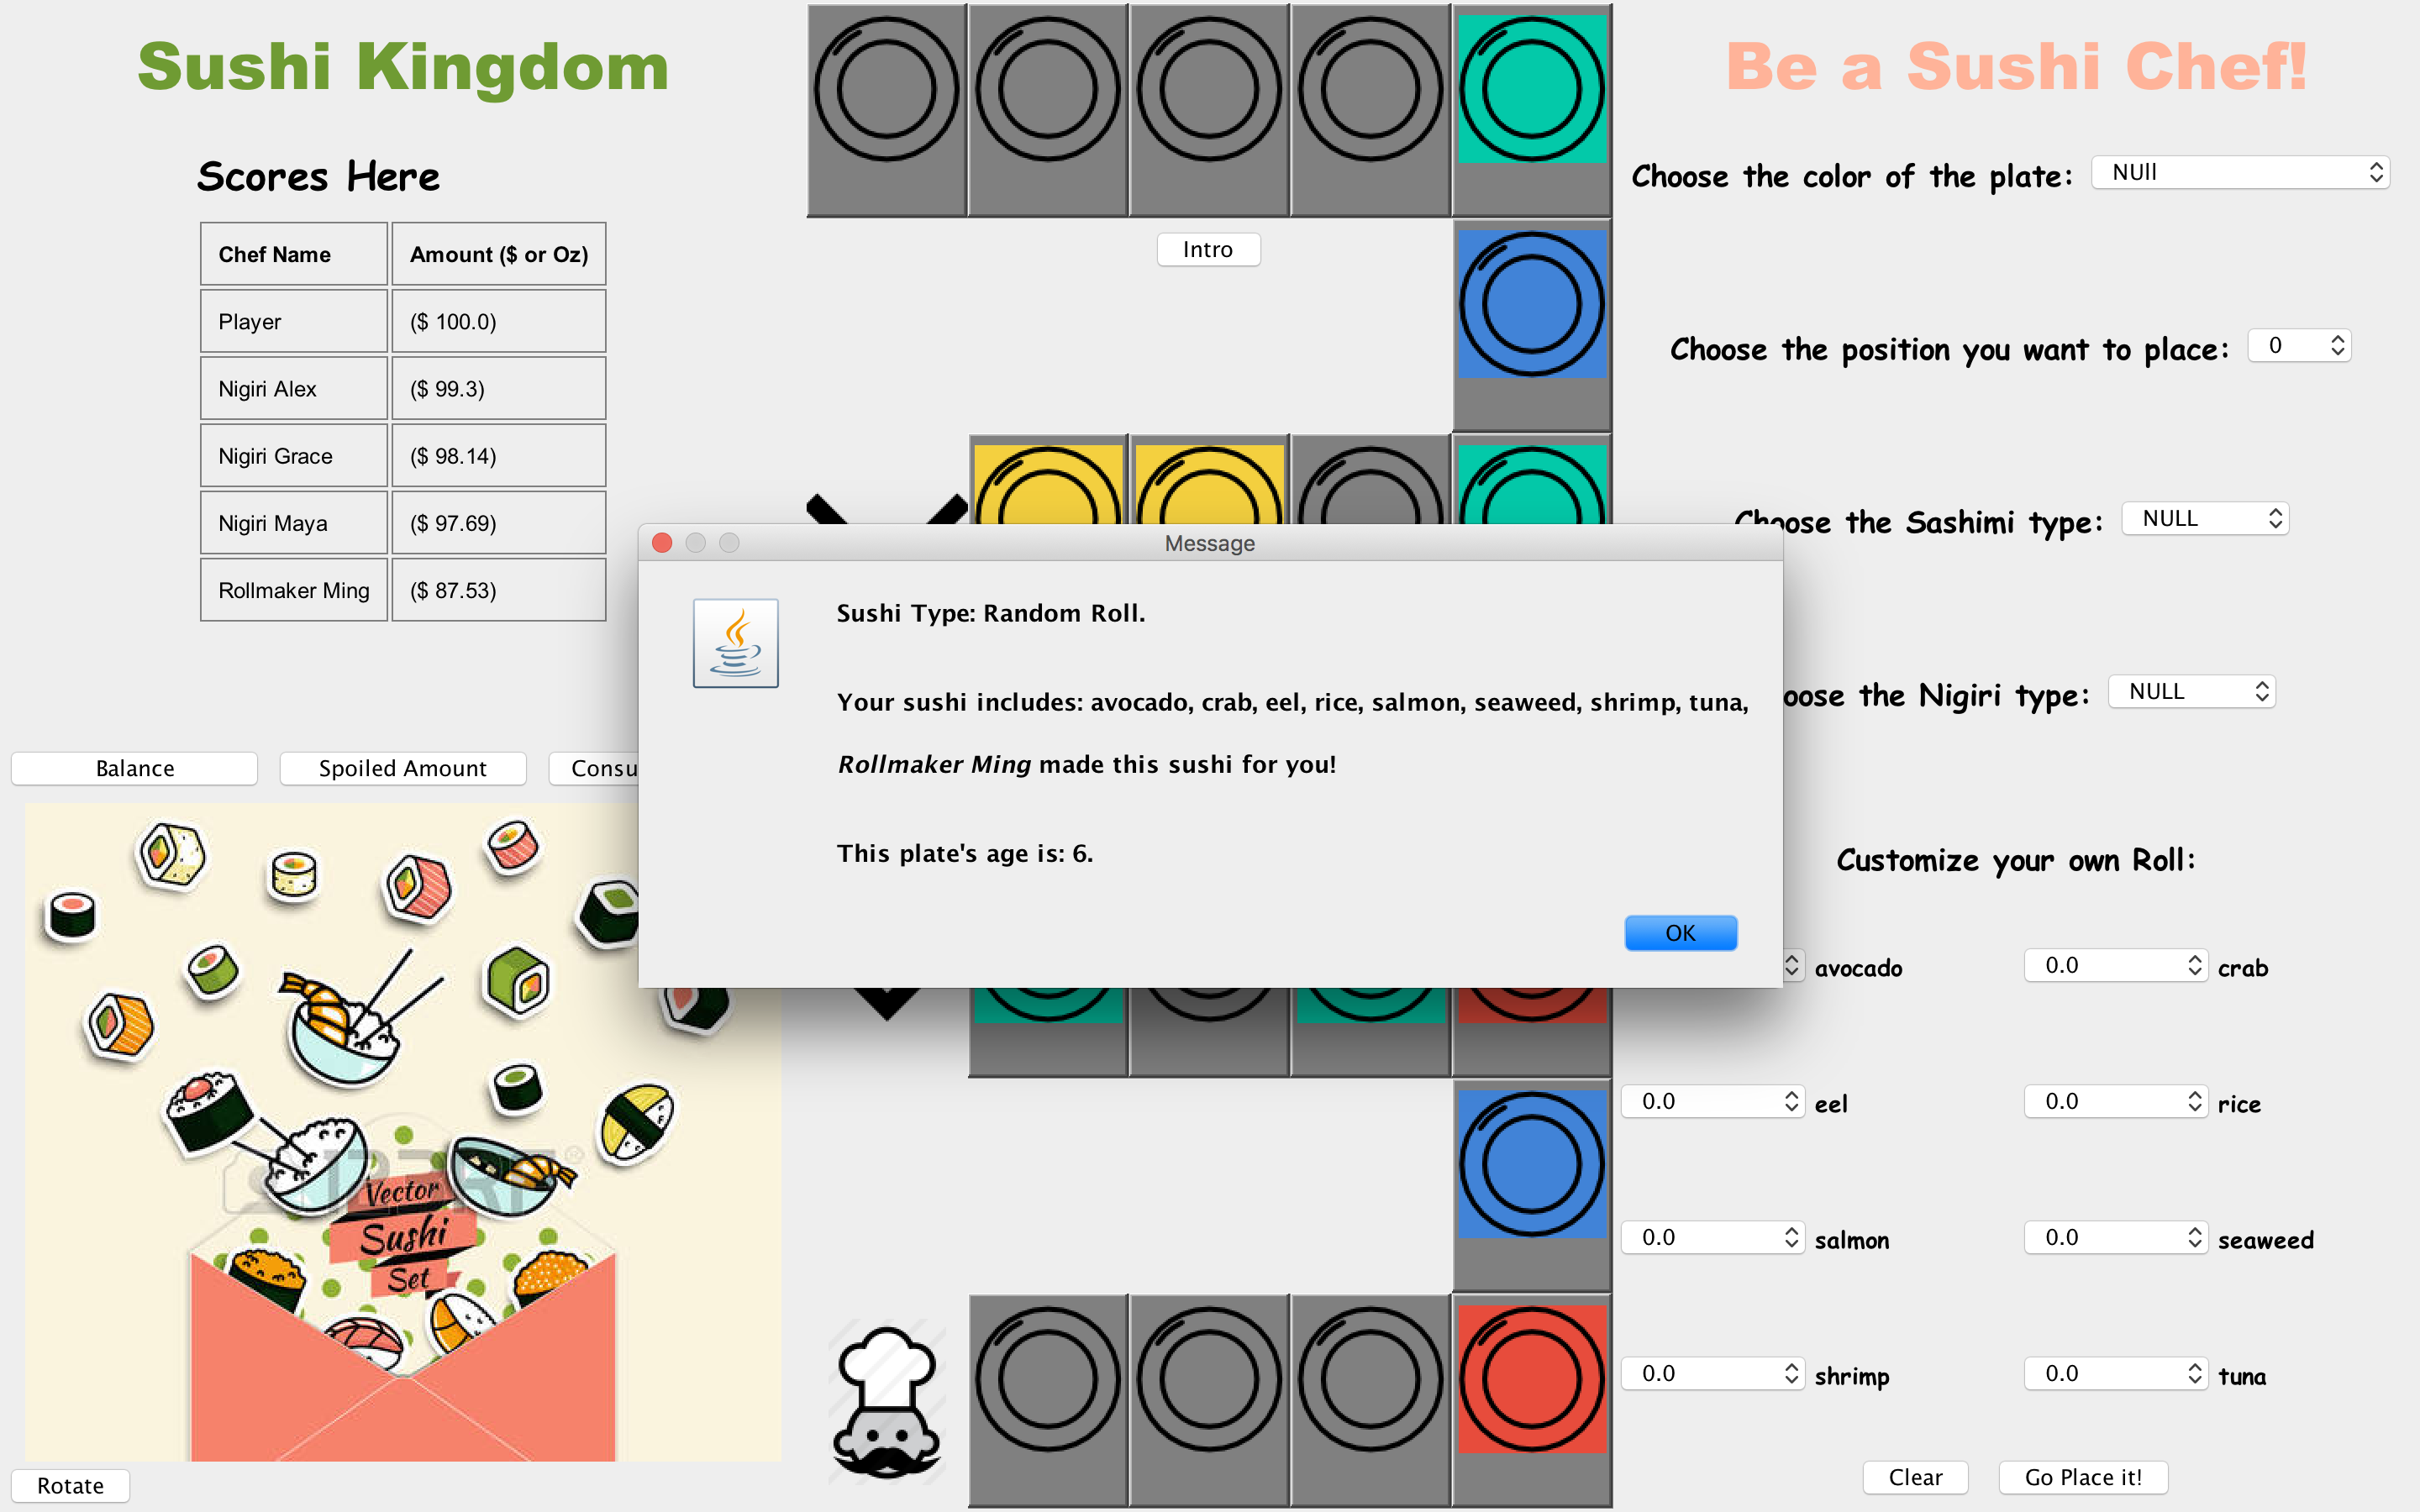 Sushi Kingdom
Scores Here
Chef Name Amount ($ or Oz)
Player ($ 100.0)
Nigiri Alex ($ 99.3)
Nigiri Grace ($ 98.14)
Nigiri Maya ($ 97.69)
Rollmaker Ming ($ 87.53)
Balance Spoiled Amount Consu
Vector
Sushi
Set
Rotate
Intro
Message
Sushi Type: Random Roll.
Your sushi includes: avocado, crab, eel, rice, salmon, seaweed, shrimp, tuna,
Rollmaker Ming made this sushi for you!
This plate's age is: 6.
OK
Be a Sushi Chef!
Choose the color of the plate: NUll
Choose the position you want to place: 0
Choose the Sashimi type: NULL
oose the Nigiri type: NULL
Customize your own Roll:
avocado 0.0 crab
0.0 eel 0.0 rice
0.0 salmon 0.0 seaweed
0.0 shrimp 0.0 tuna
Clear Go Place it!